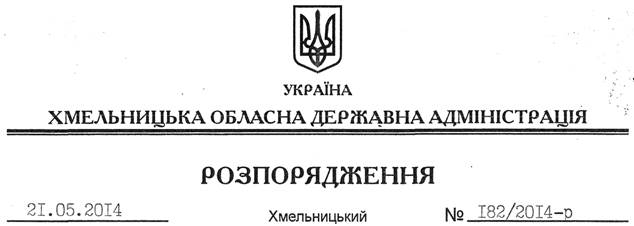 УКРАЇНА
ХМЕЛЬНИЦЬКА ОБЛАСНА ДЕРЖАВНА АДМІНІСТРАЦІЯ
РОЗПОРЯДЖЕННЯ
21.05.2014 Хмельницький № 182/2014-р